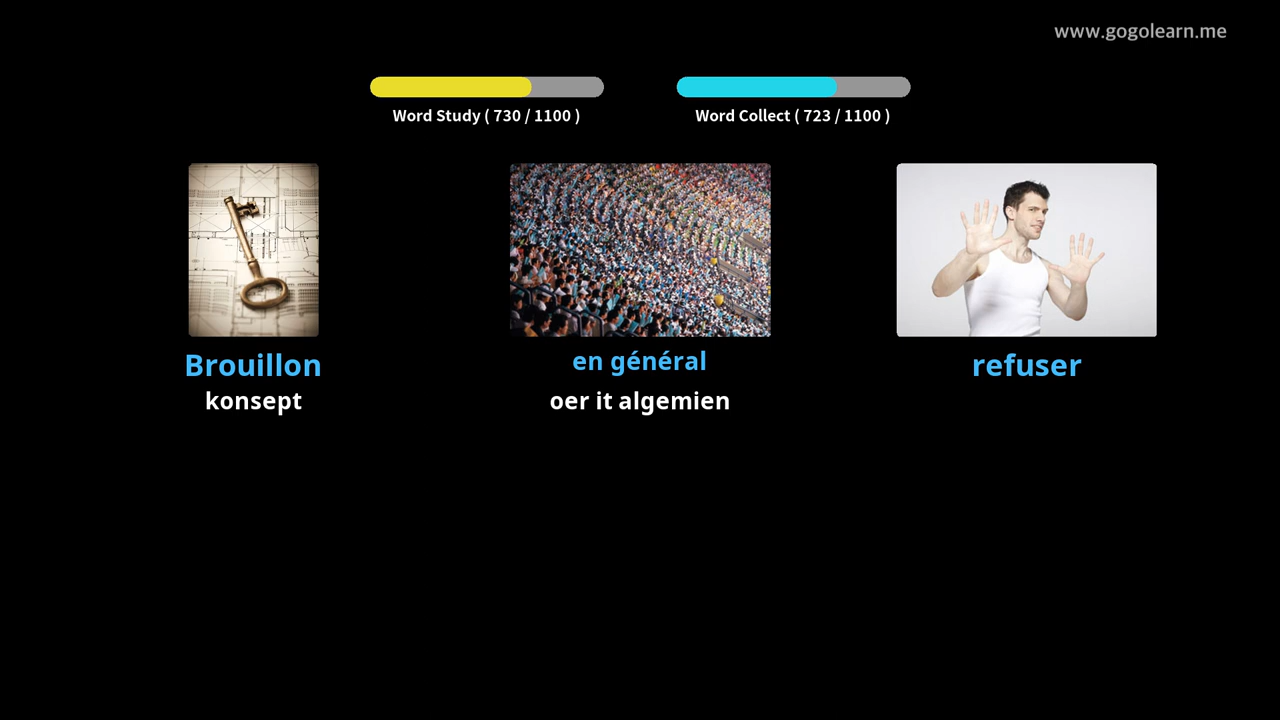 www.gogolearn.me
Word Study ( 730 / 1100 )
Word Collect ( 723 / 1100 )
Brouillon
konsept
en général
oer it algemien
refuser